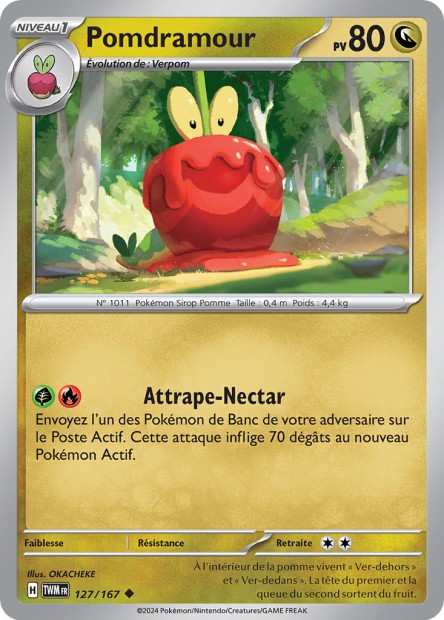 NIVEAU 1
Pomdramour
PV 80
Évolution de : Verpom
N° 1011 Pokémon Sirop Pomme Taille : 0,4 m Poids : 4,4 kg
Attrape-Nectar
Envoyez l'un des Pokémon de Banc de votre adversaire sur
le Poste Actif. Cette attaque inflige 70 dégâts au nouveau
Pokémon Actif.
Faiblesse Résistance Retraite
Illus. OKACHEKE
H TWM FR 127/167
À l'intérieur de la pomme vivent « Ver-dehors »
et « Ver-dedans ». La tête du premier et la
queue du second sortent du fruit.
©2024 Pokémon/Nintendo/Creatures/GAME FREAK